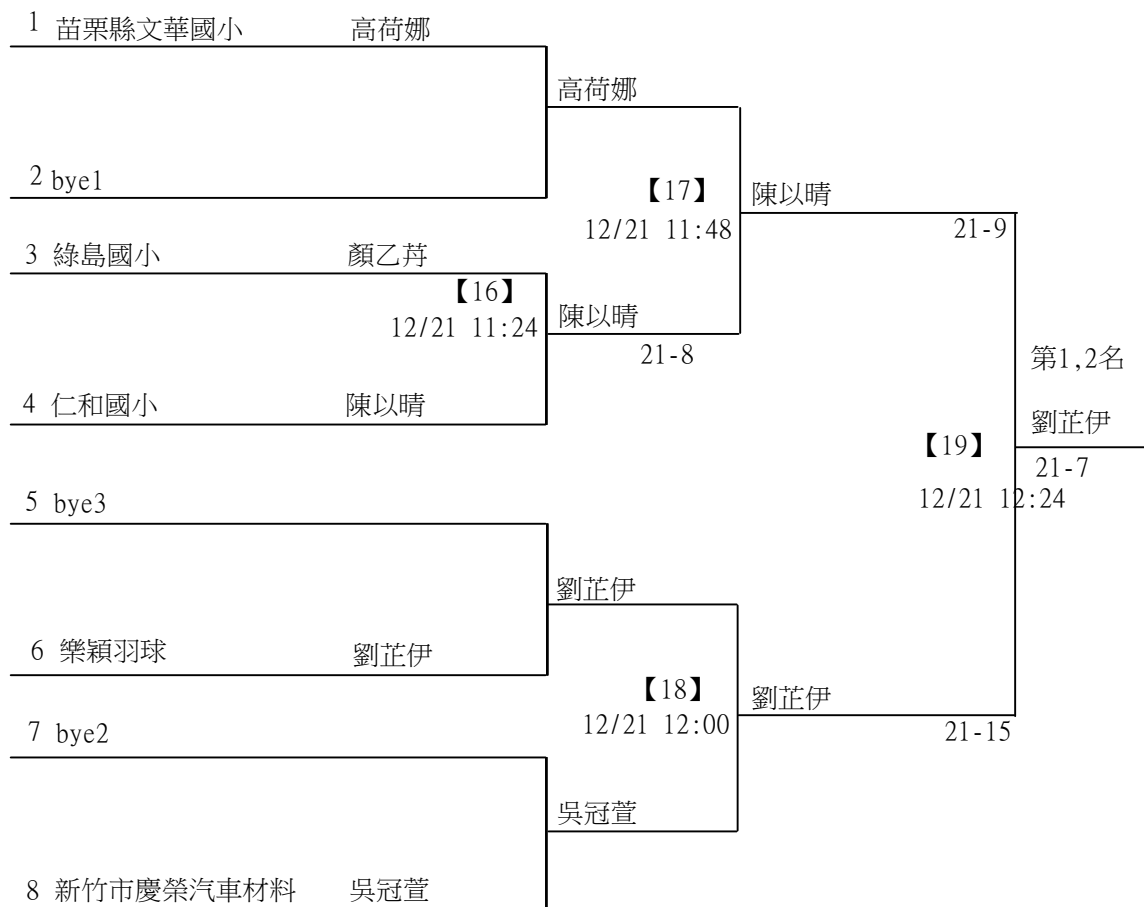 1 苗栗縣文華國小 高荷娜
高荷娜
2 bye1
【17】
陳以晴
12/21 11:48
21-9
3 綠島國小 顏乙苒
【16】
陳以晴
12/21 11:24
21-8
第1,2名
4 仁和國小 陳以晴
劉芷伊
【19】
21-7
5 bye3
12/21 12:24
劉芷伊
6 樂穎羽球 劉芷伊
【18】
劉芷伊
7 bye2
12/21 12:00
21-15
吳冠萱
8 新竹市慶榮汽車材料 吳冠萱